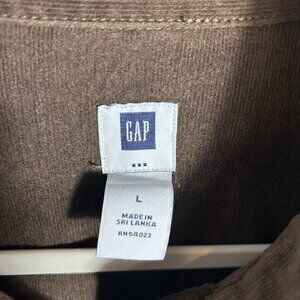 GAP
L
MADE IN
SRI LANKA
RN54023